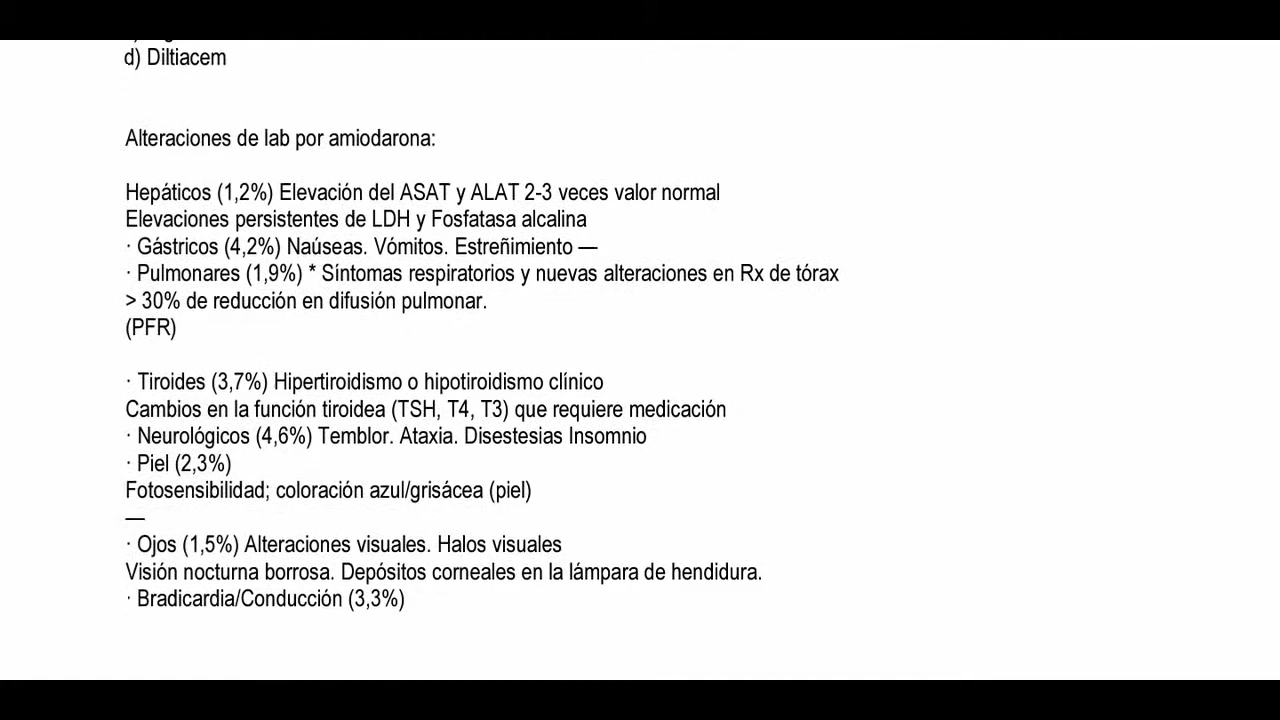 d) Diltiacem
Alteraciones de lab por amiodarona:
Hepáticos (1,2%) Elevación del ASAT y ALAT 2-3 veces valor normal
Elevaciones persistentes de LDH y Fosfatasa alcalina
· Gástricos (4,2%) Naúseas. Vómitos. Estreñimiento —
· Pulmonares (1,9%) * Síntomas respiratorios y nuevas alteraciones en Rx de tórax
> 30% de reducción en difusión pulmonar.
(PFR)
· Tiroides (3,7%) Hipertiroidismo o hipotiroidismo clínico
Cambios en la función tiroidea (TSH, T4, T3) que requiere medicación
· Neurológicos (4,6%) Temblor. Ataxia. Disestesias Insomnio
· Piel (2,3%)
Fotosensibilidad; coloración azul/grisácea (piel)
—
· Ojos (1,5%) Alteraciones visuales. Halos visuales
Visión nocturna borrosa. Depósitos corneales en la lámpara de hendidura.
· Bradicardia/Conducción (3,3%)